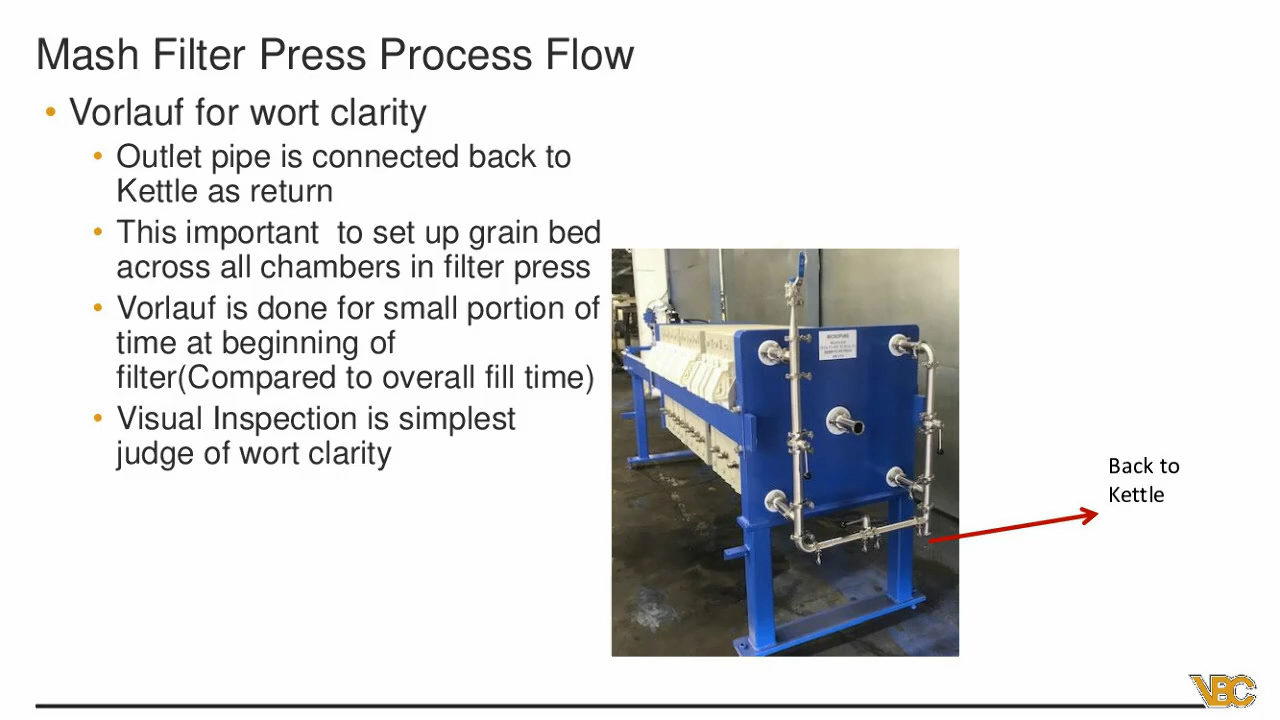 Mash Filter Press Process Flow
• Vorlauf for wort clarity
• Outlet pipe is connected back to
Kettle as return
• This important  to set up grain bed
across all chambers in filter press
• Vorlauf is done for small portion of
time at beginning of
filter(Compared to overall fill time)
• Visual Inspection is simplest
judge of wort clarity
Back to
Kettle
VBC